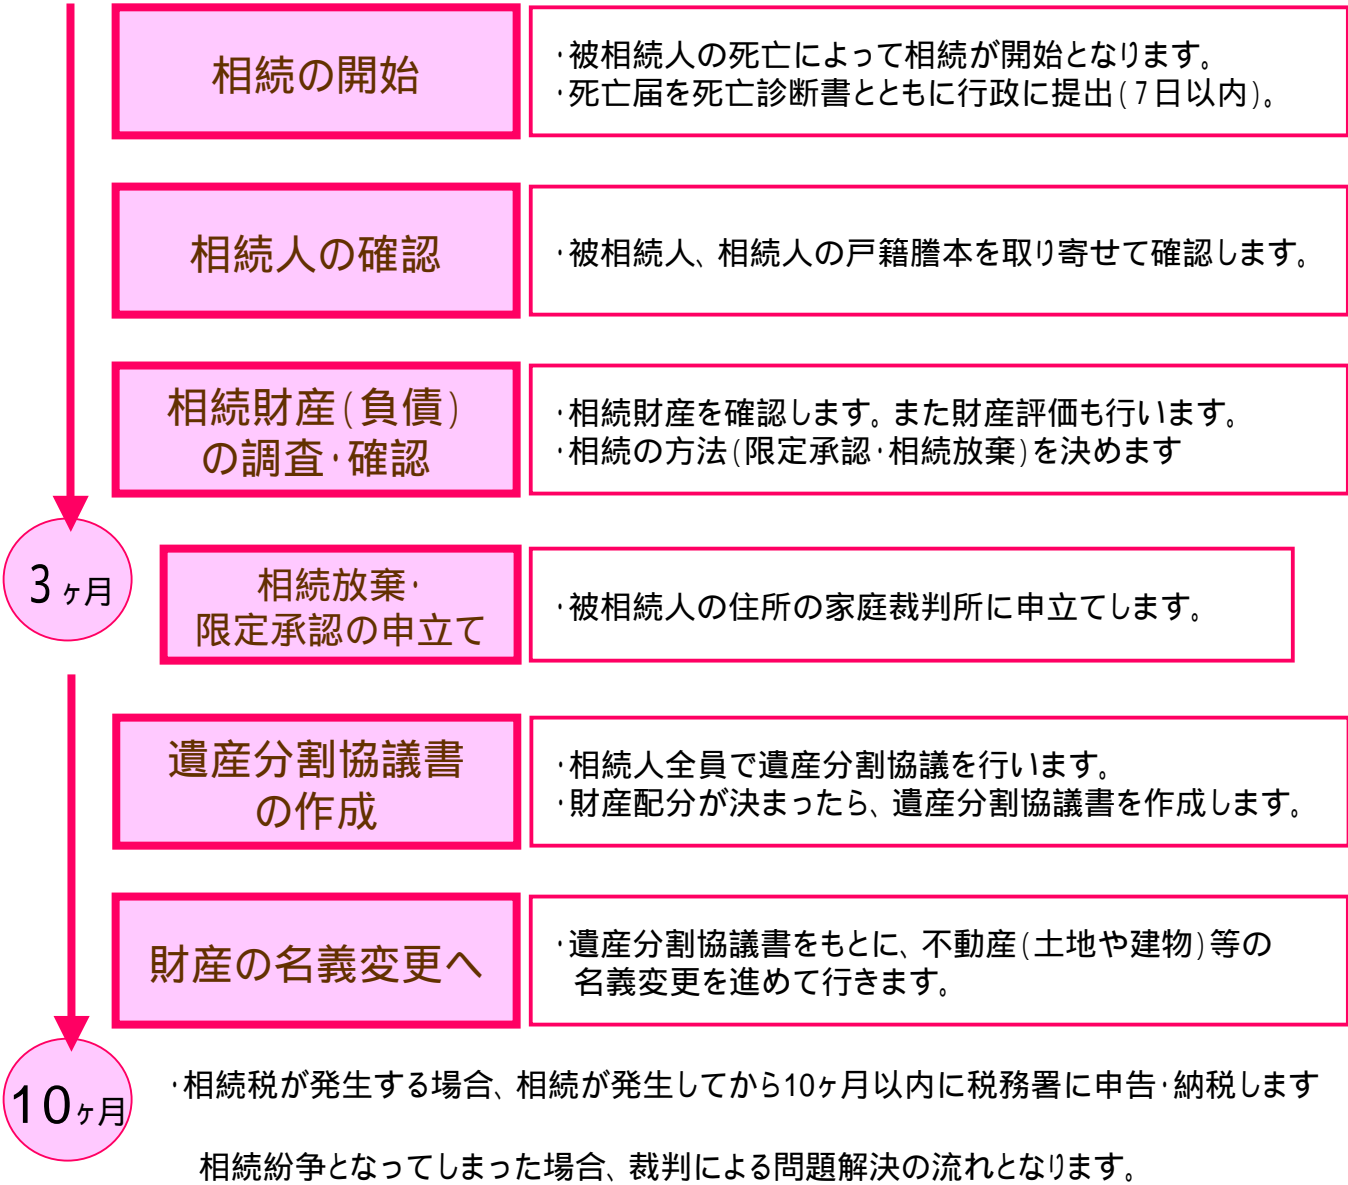 相続の開始
・被相続人の死亡によって相続が開始となります。
・死亡届を死亡診断書とともに行政に提出(7日以内)。
相続人の確認
・被相続人、相続人の戸籍謄本を取り寄せて確認します。
相続財産(負債)
の調査・確認
・相続財産を確認します。また財産評価も行います。
・相続の方法(限定承認・相続放棄)を決めます
3ヶ月
相続放棄・
限定承認の申立て
・被相続人の住所の家庭裁判所に申立てします。
遺産分割協議書
の作成
・相続人全員で遺産分割協議を行います。
・財産配分が決まったら、遺産分割協議書を作成します。
財産の名義変更へ
・遺産分割協議書をもとに、不動産(土地や建物)等の
名義変更を進めて行きます。
10ヶ月
・相続税が発生する場合、相続が発生してから10ヶ月以内に税務署に申告・納税します
相続紛争となってしまった場合、裁判による問題解決の流れとなります。